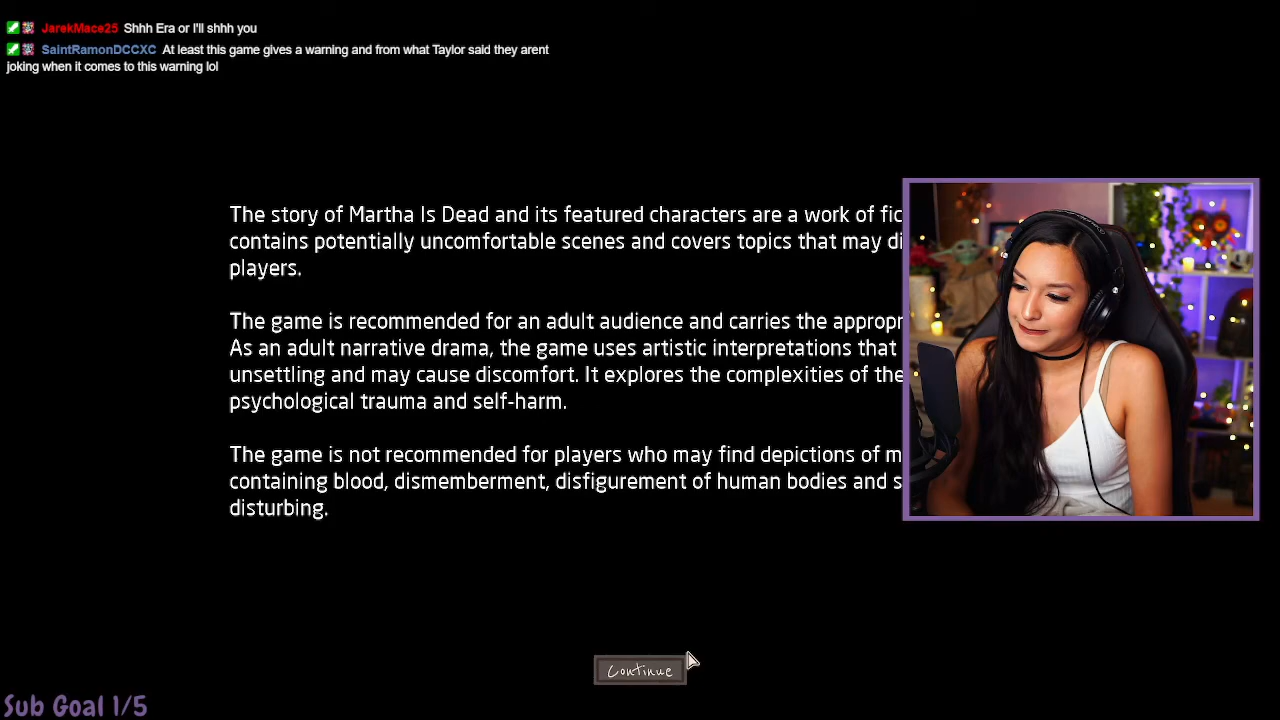 JarekMace25 Shhh Era or I'll shhh you
SaintRamonDCCXC At least this game gives a warning and from what Taylor said they arent
joking when it comes to this warning lol
The story of Martha Is Dead and its featured characters are a work of fic
contains potentially uncomfortable scenes and covers topics that may di
players.
The game is recommended for an adult audience and carries the appropr
As an adult narrative drama, the game uses artistic interpretations that
unsettling and may cause discomfort. It explores the complexities of the
psychological trauma and self-harm.
The game is not recommended for players who may find depictions of m
containing blood, dismemberment, disfigurement of human bodies and s
disturbing.
Continue
Sub Goal 1/5